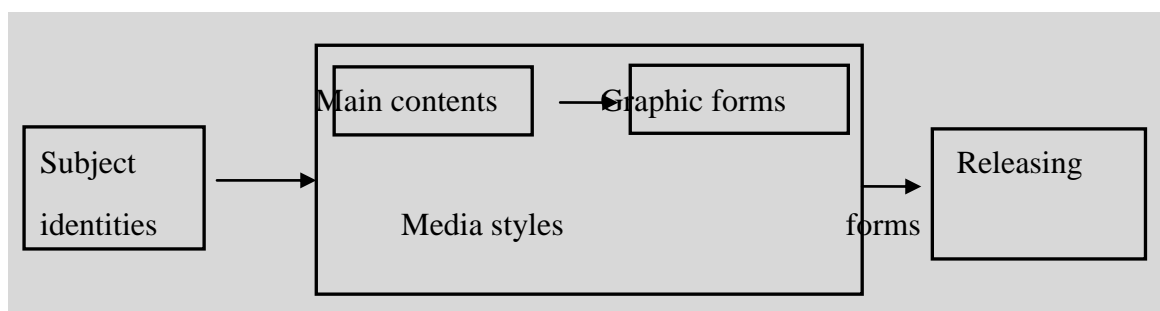 Main contents
Graphic forms
Subject
identities
Releasing
Media styles
forms